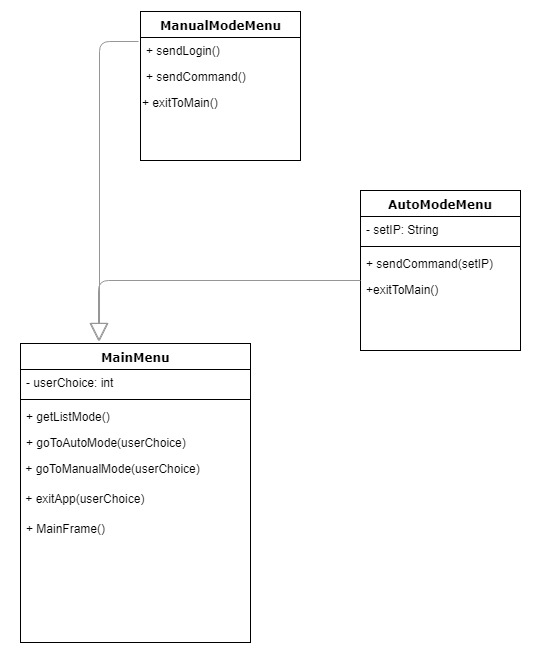 ManualModeMenu
+ sendLogin()
+ sendCommand()
+ exitToMain()
AutoModeMenu
- setIP: String
+ sendCommand(setIP)
+exitToMain()
MainMenu
- userChoice: int
+ getListMode()
+ goToAutoMode(userChoice)
+ goToManualMode(userChoice)
+ exitApp(userChoice)
+ MainFrame()